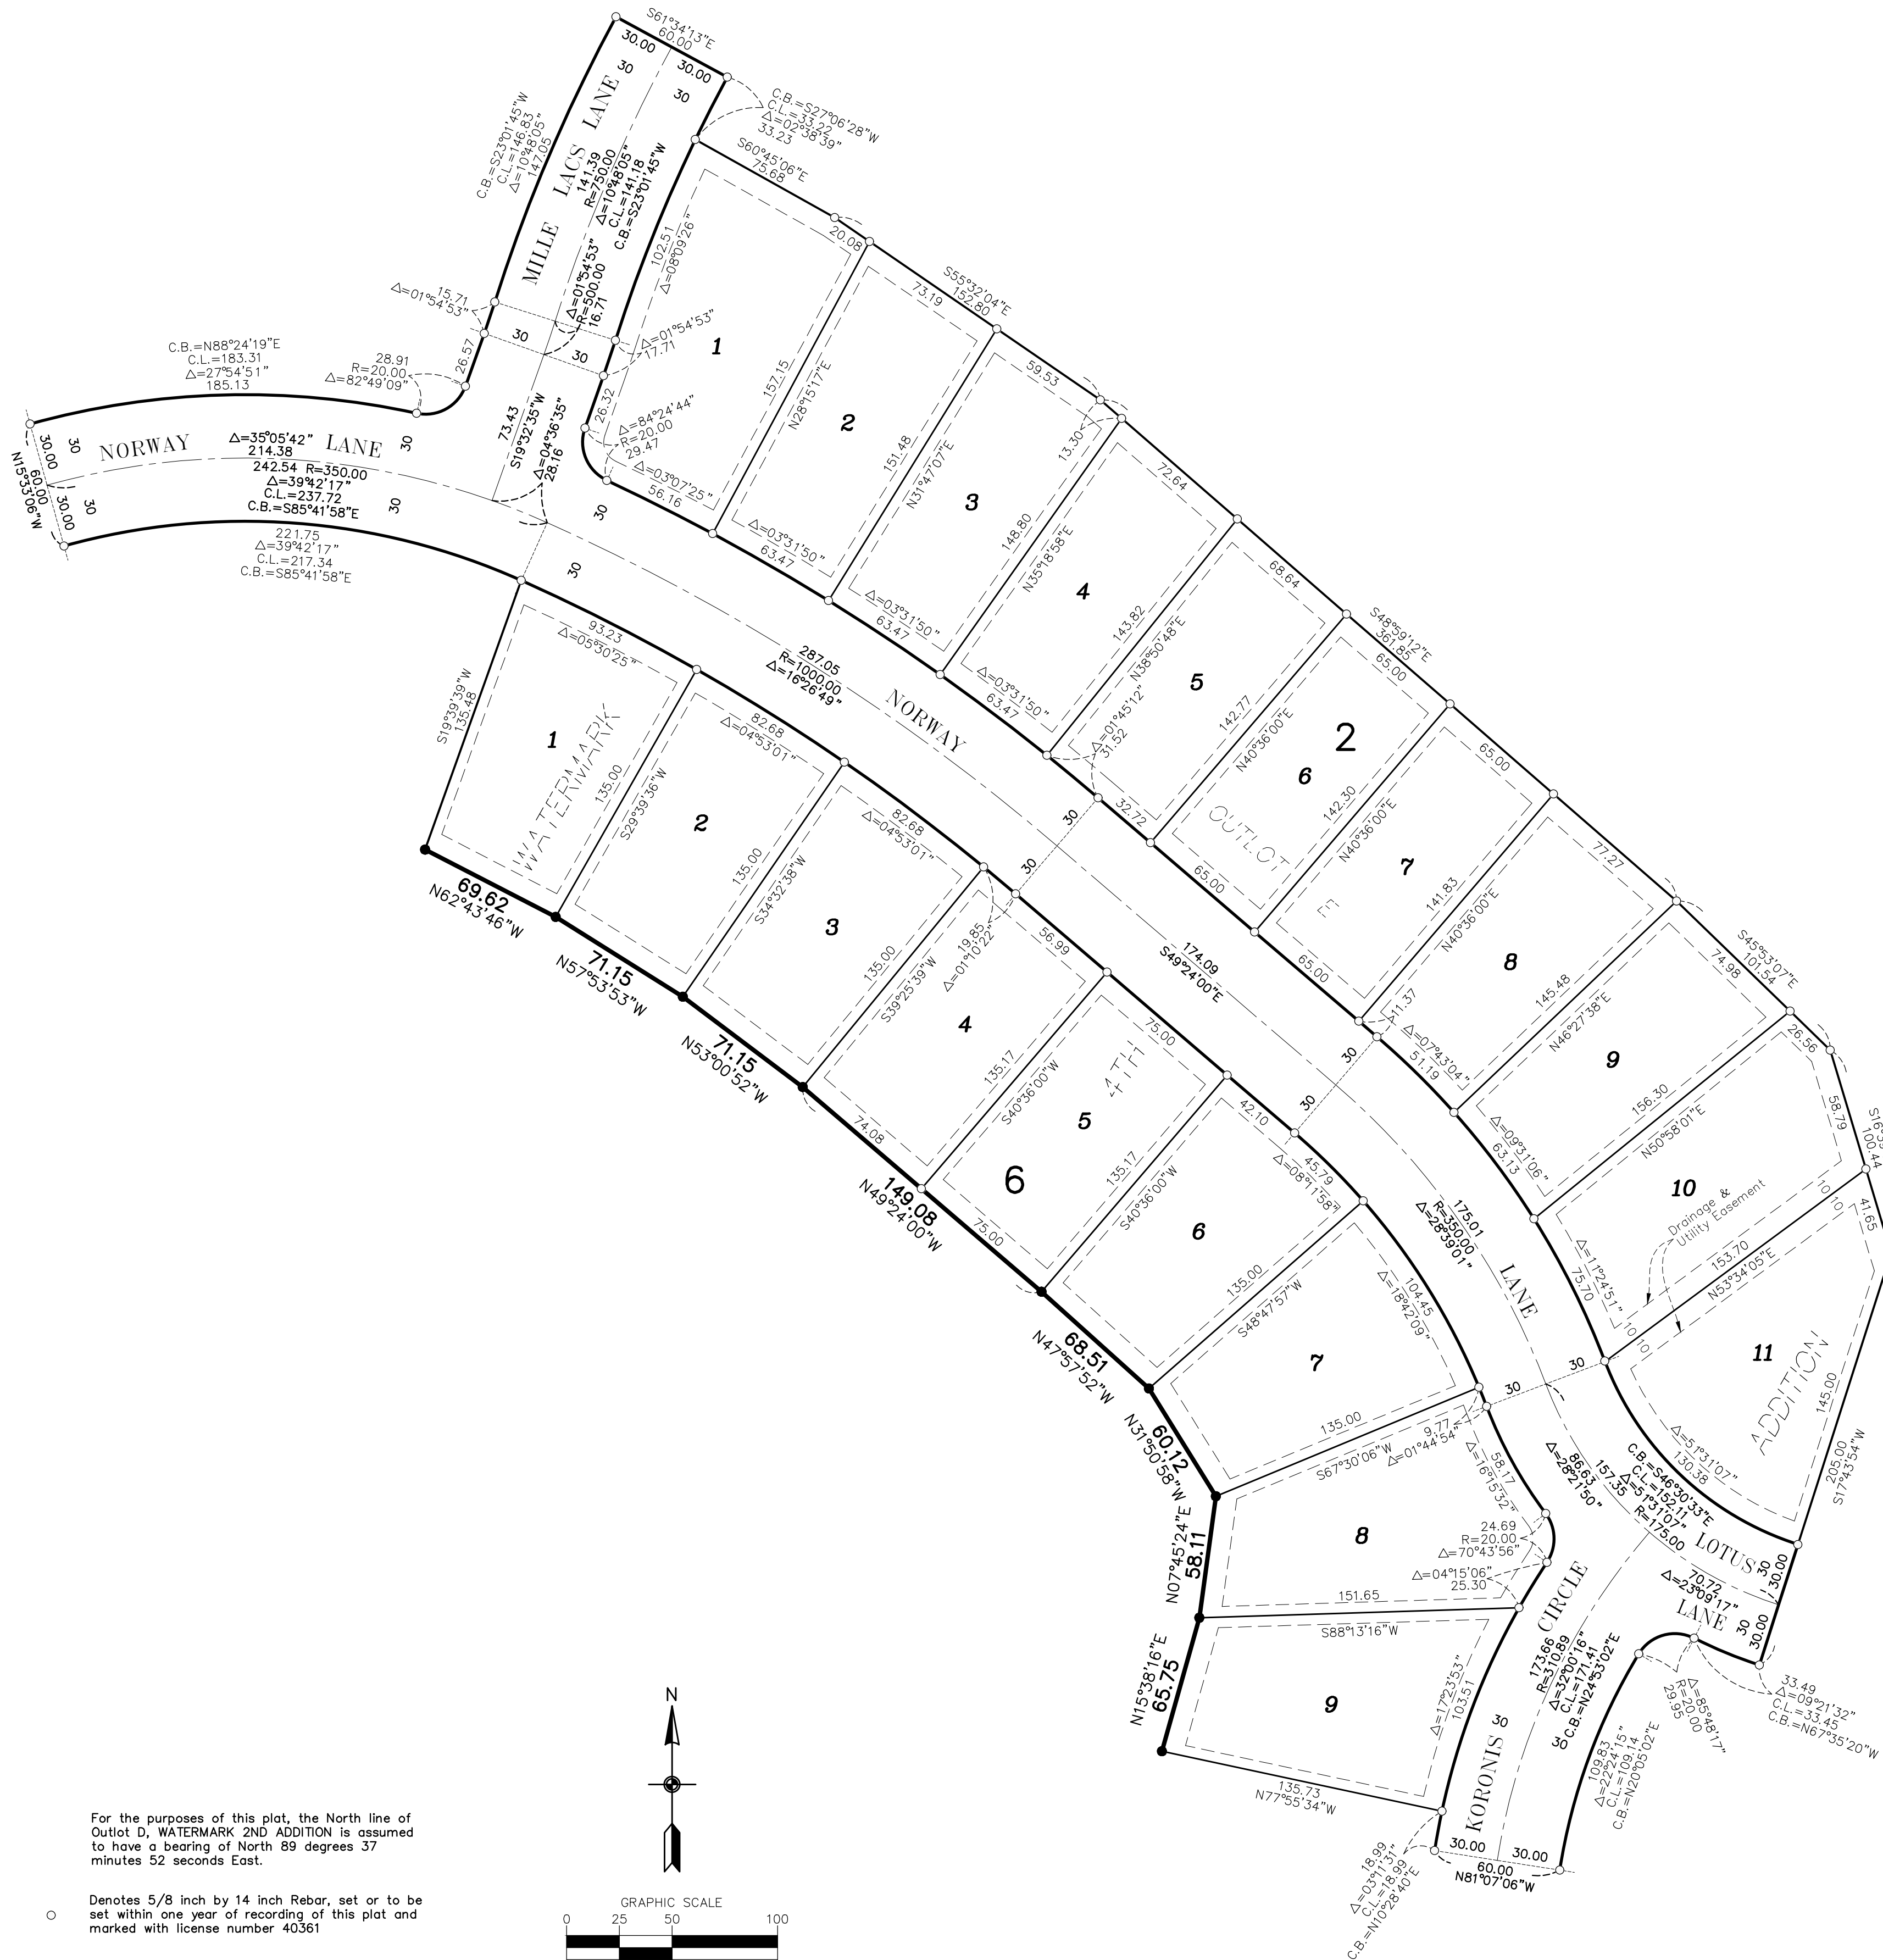 S61°34'13"E
60.00
30.00
30.00
30
30
MILLE LACS LANE
C.B.=S23°01'45"W
C.L.=146.83
Δ=10°48'05"
147.05
141.39
R=750.00
Δ=10°48'05"
C.L.=141.18
C.B.=S23°01'45"W
C.B.=S27°06'28"W
C.L.=33.22
Δ=02°38'39"
33.23
S60°45'06"E
75.68
102.51
Δ=08°09'26"
15.71
Δ=01°54'53"
Δ=01°54'53"
R=500.00
16.71
Δ=01°54'53"
17.71
30
30
26.57
26.32
C.B.=N88°24'19"E
C.L.=183.31
Δ=27°54'51"
185.13
28.91
R=20.00
Δ=82°49'09"
Δ=84°24'44"
R=20.00
29.47
73.43
S19°32'35"W
Δ=04°36'35"
28.16
30.00
30.00
60.00
N15°53'06"W
30
30
NORWAY LANE
Δ=35°05'42"
214.38
242.54 R=350.00
Δ=39°42'17"
C.L.=237.72
C.B.=S85°41'58"E
30
30
221.75
Δ=39°42'17"
C.L.=217.34
C.B.=S85°41'58"E
30
30
1
20.08
157.15
N28°15'17"E
Δ=03°07'25"
56.16
S55°32'04"E
152.80
73.19
2
151.48
N31°47'07"E
Δ=03°31'50"
63.47
59.53
3
13.30
148.80
N35°18'58"E
Δ=03°31'50"
63.47
72.64
4
143.82
N38°50'48"E
Δ=03°31'50"
63.47
68.64
5
142.77
N40°36'00"E
Δ=01°45'12"
31.52
32.72
S48°59'12"E
361.85
65.00
2
6
OUTLOT
E
142.30
N40°36'00"E
65.00
65.00
7
141.83
N40°36'00"E
65.00
77.27
8
145.48
N46°27'38"E
11.37
Δ=07°43'04"
51.19
S45°53'07"E
101.54
74.98
26.56
9
156.30
N50°58'01"E
Δ=09°31'06"
63.13
58.79
100.44
41.65
10
Drainage &
Utility Easement
10
10
153.70
N53°34'05"E
10
10
Δ=11°24'51"
75.70
11
ADDITION
145.00
205.00
S17°43'54"W
Δ=51°31'07"
130.38
287.05
R=1000.00
Δ=16°26'49"
NORWAY
30
30
174.09
S49°24'00"E
30
30
175.01
R=350.00
Δ=28°39'01"
LANE
30
30
C.B.=S46°30'33"E
C.L.=152.11
Δ=51°31'07"
157.35 R=175.00
86.63
Δ=28°21'50"
LOTUS
LANE
70.72
Δ=23°09'17"
30
30.00
30
30.00
93.23
Δ=05°30'25"
S19°39'39"W
135.48
1
WATERMARK
135.00
S29°39'36"W
69.62
N62°43'46"W
82.68
Δ=04°53'01"
2
135.00
S34°32'38"W
71.15
N57°53'53"W
82.68
Δ=04°53'01"
3
135.00
S39°25'39"W
71.15
N53°00'52"W
19.85
Δ=01°10'22"
56.99
4
135.17
S40°36'00"W
74.08
149.08
N49°24'00"W
75.00
4TH
5
6
135.17
S40°36'00"W
75.00
42.10
45.79
Δ=08°11'58"
6
135.00
S48°47'57"W
68.51
N47°57'52"W
104.45
Δ=18°42'09"
7
135.00
S67°30'06"W
60.12
N31°50'58"W
9.77
Δ=01°44'54"
58.17
Δ=16°15'32"
8
24.69
R=20.00
Δ=70°43'56"
Δ=04°15'06"
25.30
151.65
S88°13'16"W
N07°45'24"E
58.11
9
N15°38'16"E
65.75
Δ=17°23'53"
103.51
135.73
N77°55'34"W
KORONIS CIRCLE
173.66
R=310.89
Δ=32°00'16"
C.L.=171.41
C.B.=N24°53'02"E
30
30
18.99
Δ=03°11'31"
C.L.=18.99
C.B.=N10°28'40"E
30.00
30.00
60.00
N81°07'06"W
109.83
Δ=22°24'15"
C.L.=109.14
C.B.=N20°05'02"E
Δ=85°48'17"
R=20.00
29.95
33.49
Δ=09°21'32"
C.L.=33.45
C.B.=N67°35'20"W
N
For the purposes of this plat, the North line of
Outlot D, WATERMARK 2ND ADDITION is assumed
to have a bearing of North 89 degrees 37
minutes 52 seconds East.
Denotes 5/8 inch by 14 inch Rebar, set or to be
set within one year of recording of this plat and
marked with license number 40361
GRAPHIC SCALE
0 25 50 100